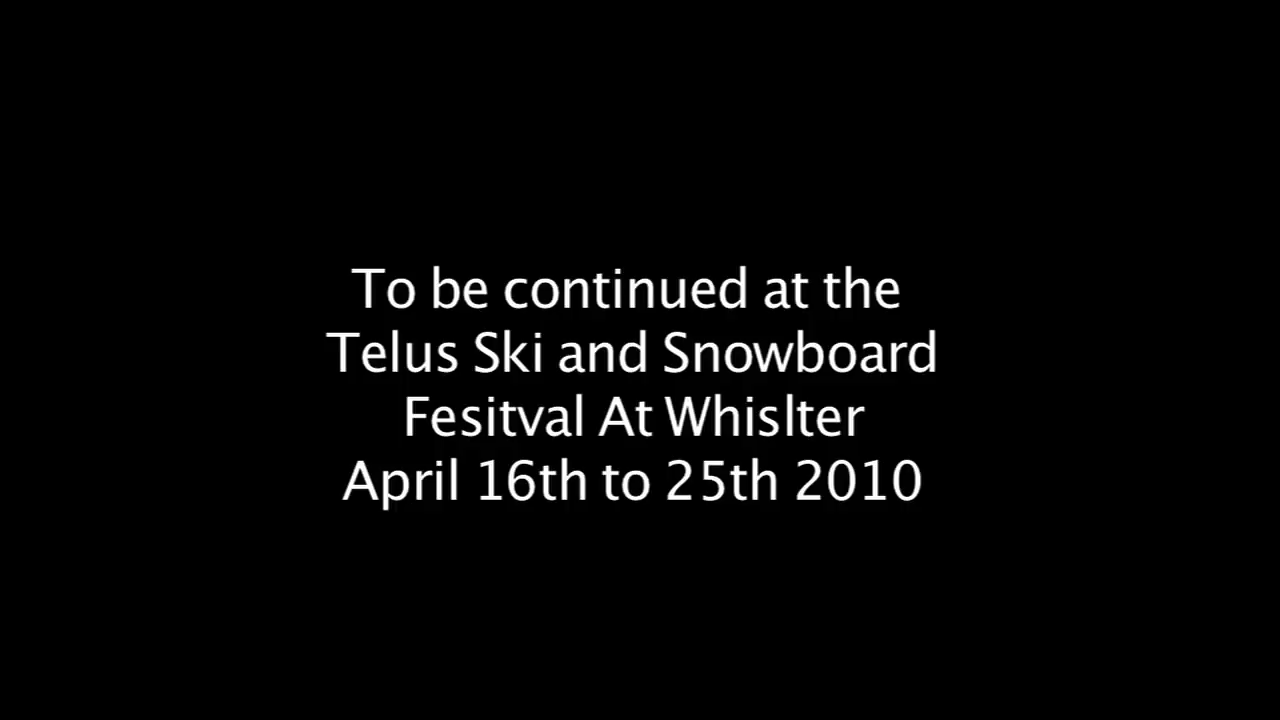 To be continued at the
Telus Ski and Snowboard
Fesitval At Whislter
April 16th to 25th 2010